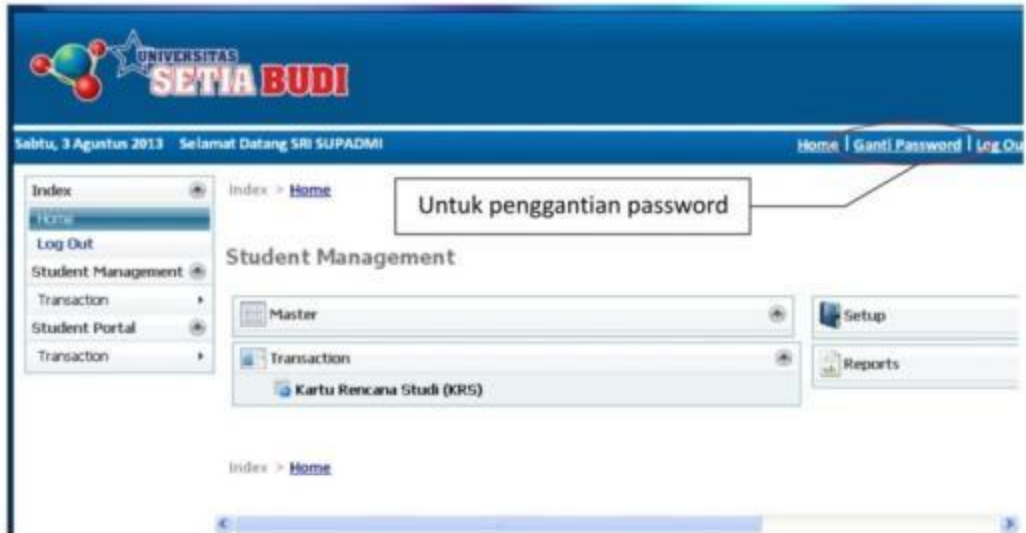 UNIVERSITAS
SETIA BUDI
Sabtu, 3 Agustus 2013 Selamat Datang SRI SUPADMI
Home | Ganti Password | Log Ou
Index
Home
Log Out
Student Management
Transaction
Student Portal
Transaction
Index > Home
Untuk penggantian password
Student Management
Master
Transaction
Kartu Rencana Studi (KRS)
Setup
Reports
Index > Home